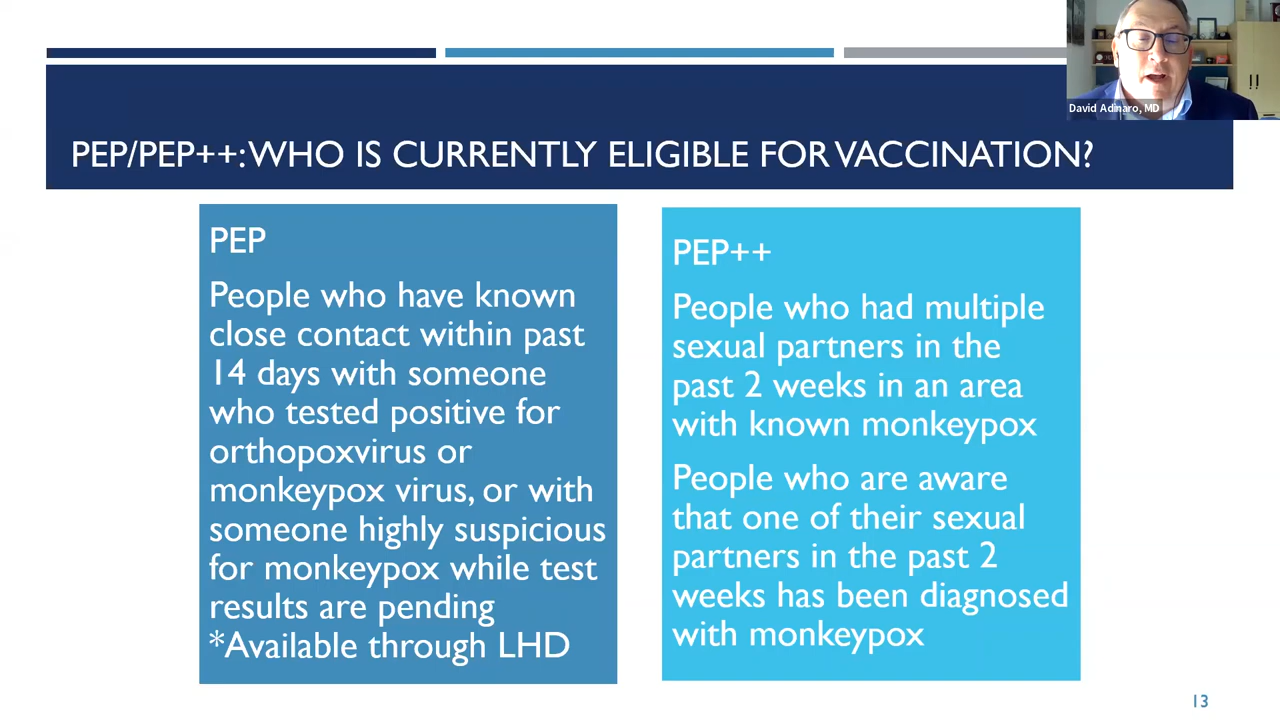 David Adinaro, MD
PEP/PEP++: WHO IS CURRENTLY ELIGIBLE FOR VACCINATION?
PEP
People who have known
close contact within past
14 days with someone
who tested positive for
orthopoxvirus or
monkeypox virus, or with
someone highly suspicious
for monkeypox while test
results are pending
*Available through LHD
PEP++
People who had multiple
sexual partners in the
past 2 weeks in an area
with known monkeypox
People who are aware
that one of their sexual
partners in the past 2
weeks has been diagnosed
with monkeypox
13